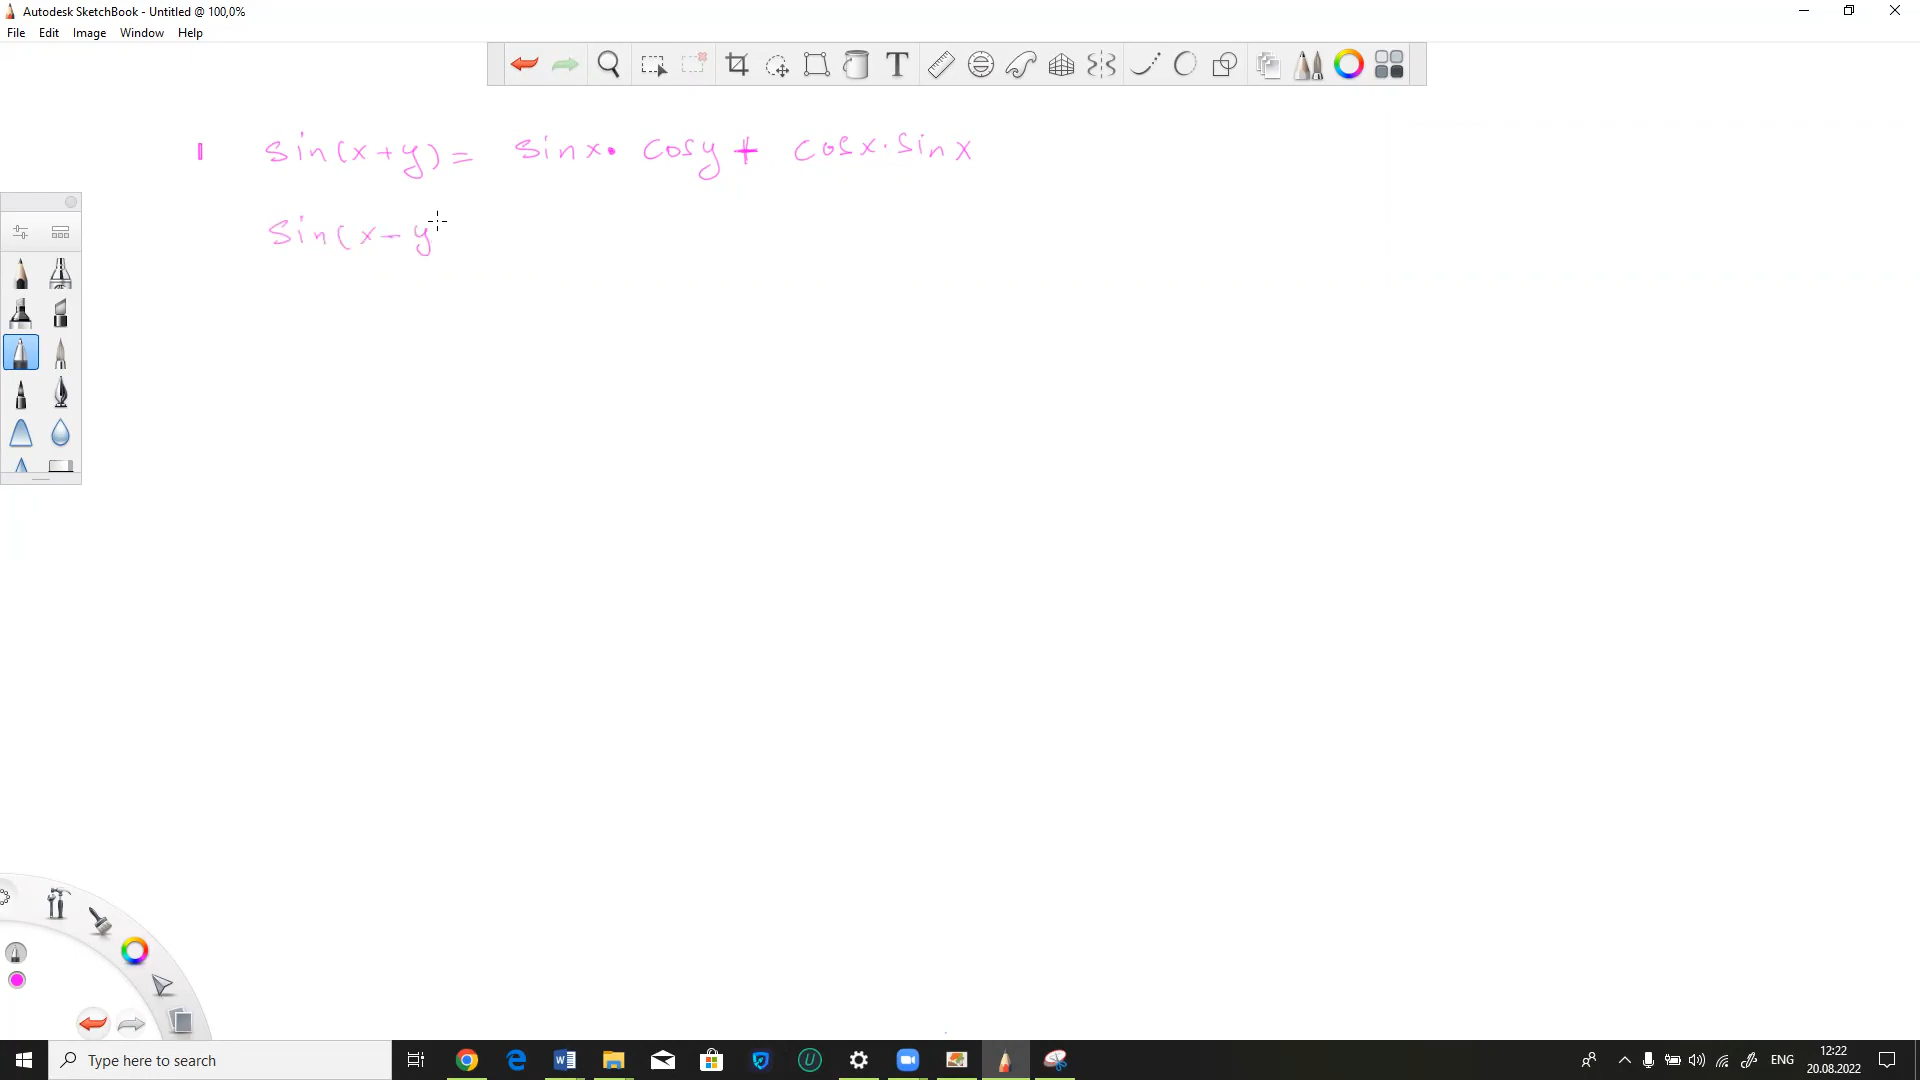 Autodesk SketchBook - Untitled @ 100,0%
File Edit Image Window Help
1 sin(x+y) = sinx· cosy + cosx·sinx
sin(x-y
Type here to search
ENG
12:22
20.08.2022